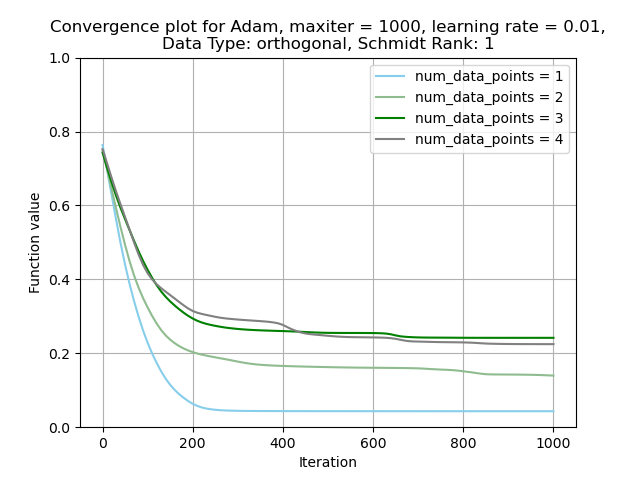 Convergence plot for Adam, maxiter = 1000, learning rate = 0.01,
Data Type: orthogonal, Schmidt Rank: 1
num_data_points = 1
num_data_points = 2
num_data_points = 3
num_data_points = 4
Function value
1.0
0.8
0.6
0.4
0.2
0.0
0 200 400 600 800 1000
Iteration